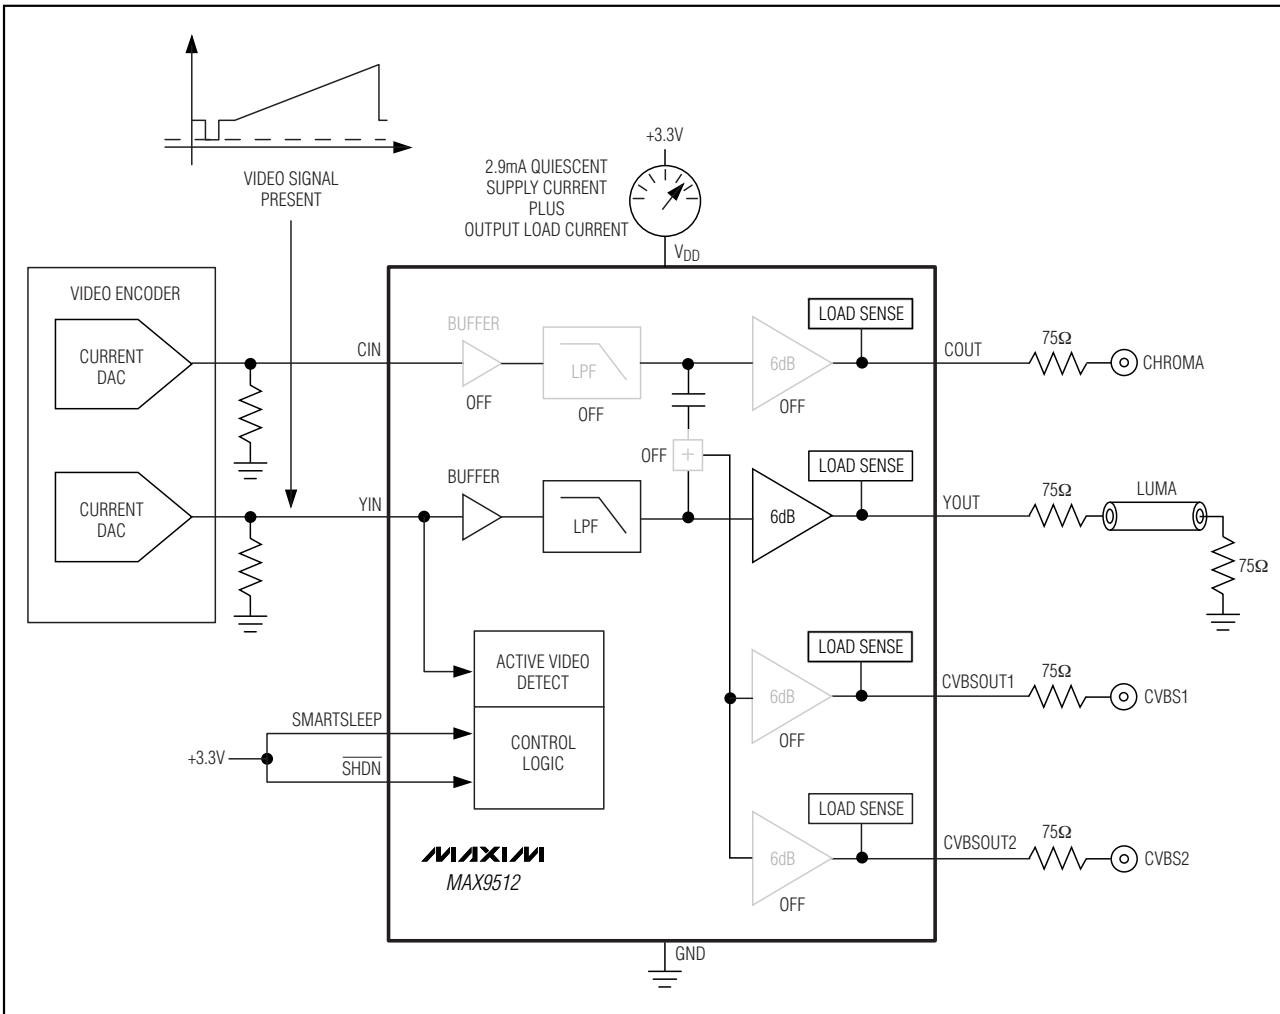 +3.3V
2.9mA QUIESCENT
SUPPLY CURRENT
PLUS
OUTPUT LOAD CURRENT
VDD
VIDEO SIGNAL
PRESENT
VIDEO ENCODER
CURRENT
DAC
CIN
BUFFER
OFF
LPF
OFF
6dB
OFF
LOAD SENSE
COUT
75Ω
CHROMA
OFF
+
CURRENT
DAC
YIN
BUFFER
LPF
6dB
LOAD SENSE
YOUT
75Ω
LUMA
75Ω
ACTIVE VIDEO
DETECT
CONTROL
LOGIC
SMARTSLEEP
+3.3V
SHDN
6dB
OFF
LOAD SENSE
CVBSOUT1
75Ω
CVBS1
6dB
OFF
LOAD SENSE
CVBSOUT2
75Ω
CVBS2
MAXIM
MAX9512
GND